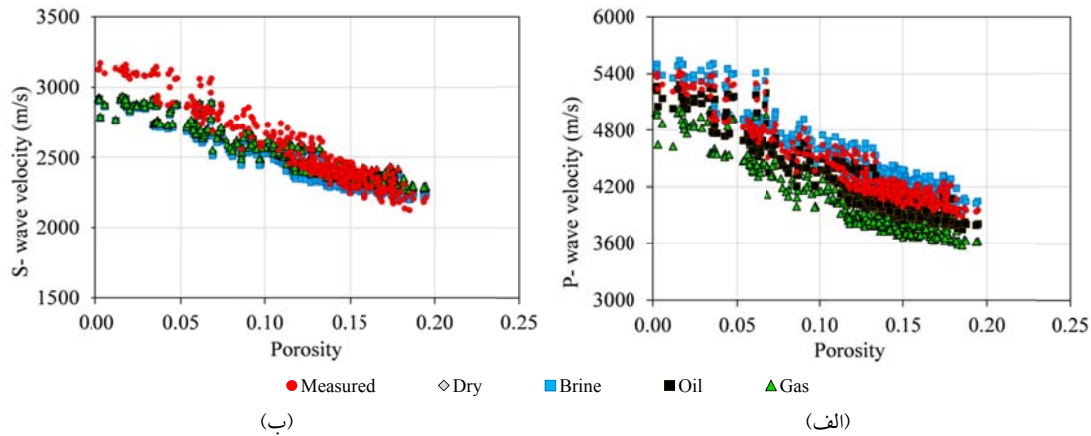 S- wave velocity (m/s)
3500
3000
2500
2000
1500
0.00 0.05 0.10 0.15 0.20 0.25
Porosity
P- wave velocity (m/s)
6000
5400
4800
4200
3600
3000
0.00 0.05 0.10 0.15 0.20 0.25
Porosity
Measured Dry Brine Oil Gas
(ب)
(الف)